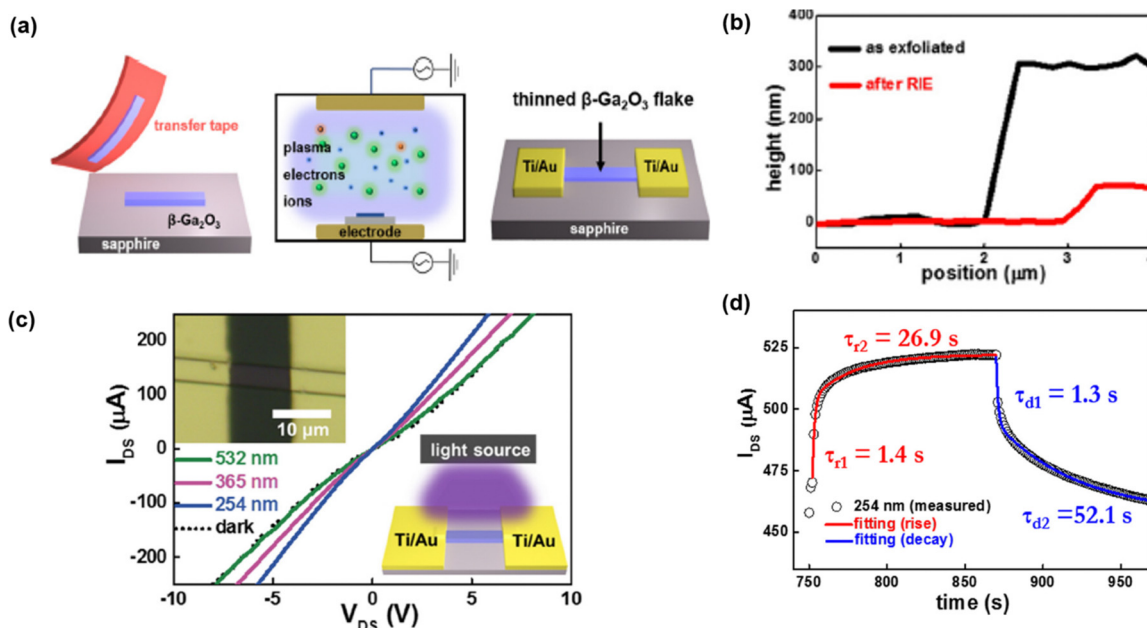 (a)
transfer tape
β-Ga₂O₃
sapphire
plasma
electrons
ions
electrode
thinned β-Ga₂O₃ flake
Ti/Au
Ti/Au
sapphire
(b)
400
300
200
100
0
height (nm)
as exfoliated
after RIE
0
1
2
3
position (μm)
(c)
200
100
0
-100
-200
I_DS (μA)
10 μm
532 nm
365 nm
254 nm
dark
light source
Ti/Au
Ti/Au
-10
-5
0
5
10
V_DS (V)
(d)
525
500
475
450
I_DS (μA)
τr2 = 26.9 s
τd1 = 1.3 s
τr1 = 1.4 s
τd2 = 52.1 s
254 nm (measured)
fitting (rise)
fitting (decay)
750
800
850
900
950
time (s)